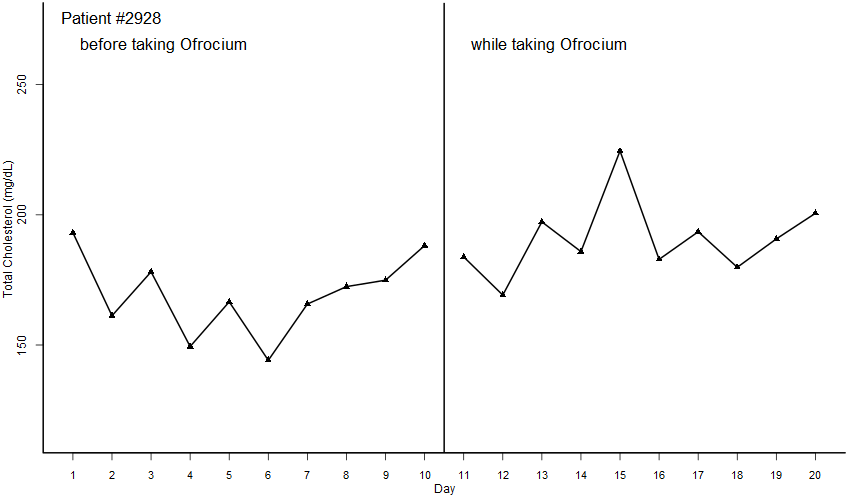 Patient #2928
before taking Ofrocium
while taking Ofrocium
Total Cholesterol (mg/dL)
250
200
150
1 2 3 4 5 6 7 8 9 10 11 12 13 14 15 16 17 18 19 20
Day